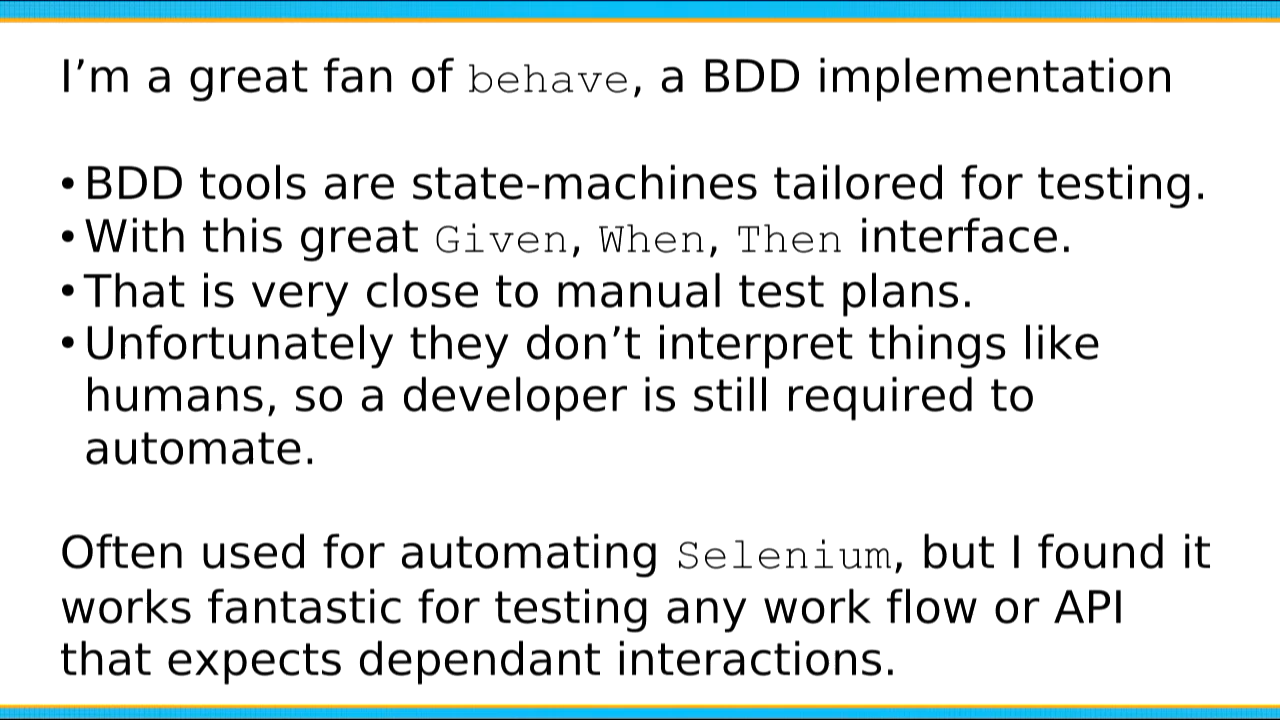 I’m a great fan of behave, a BDD implementation
• BDD tools are state-machines tailored for testing.
• With this great Given, When, Then interface.
• That is very close to manual test plans.
• Unfortunately they don’t interpret things like
humans, so a developer is still required to
automate.
Often used for automating Selenium, but I found it
works fantastic for testing any work flow or API
that expects dependant interactions.